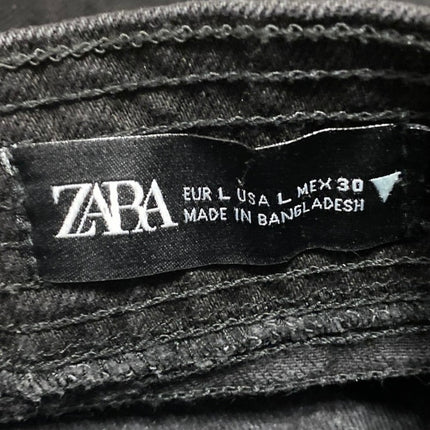 ZARA
EUR L USA L MEX 30
MADE IN BANGLADESH